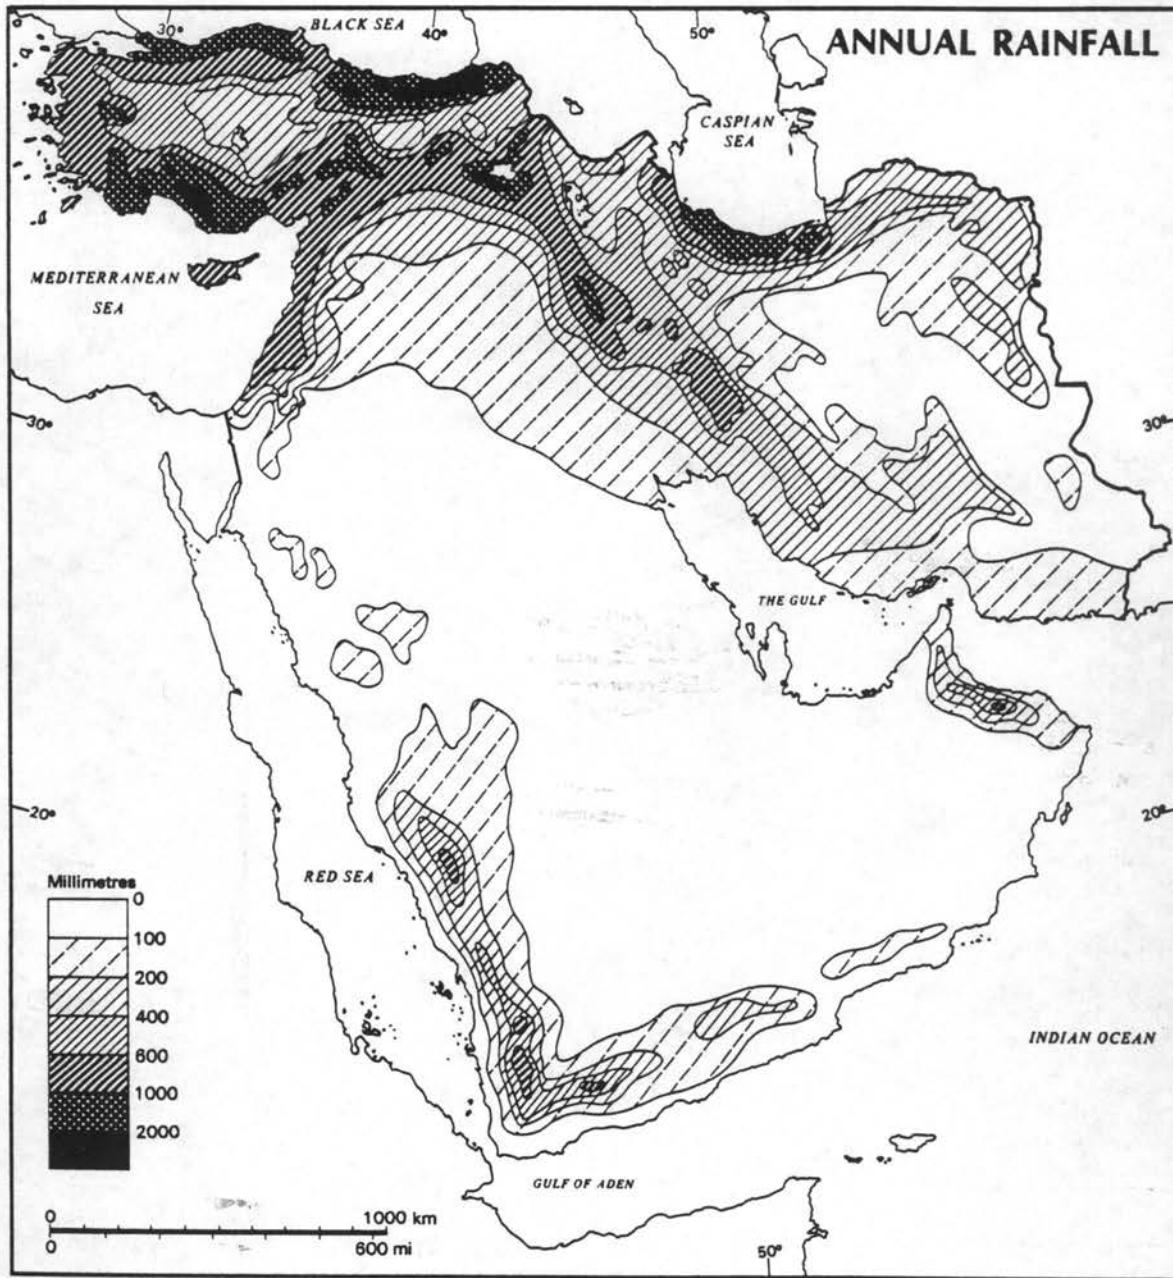 30°
BLACK SEA
40°
50°
ANNUAL RAINFALL
CASPIAN
SEA
MEDITERRANEAN
SEA
30°
30°
THE GULF
20°
20°
RED SEA
Millimetres
0
100
200
400
600
1000
2000
INDIAN OCEAN
GULF OF ADEN
0
1000 km
0
600 mi
50°